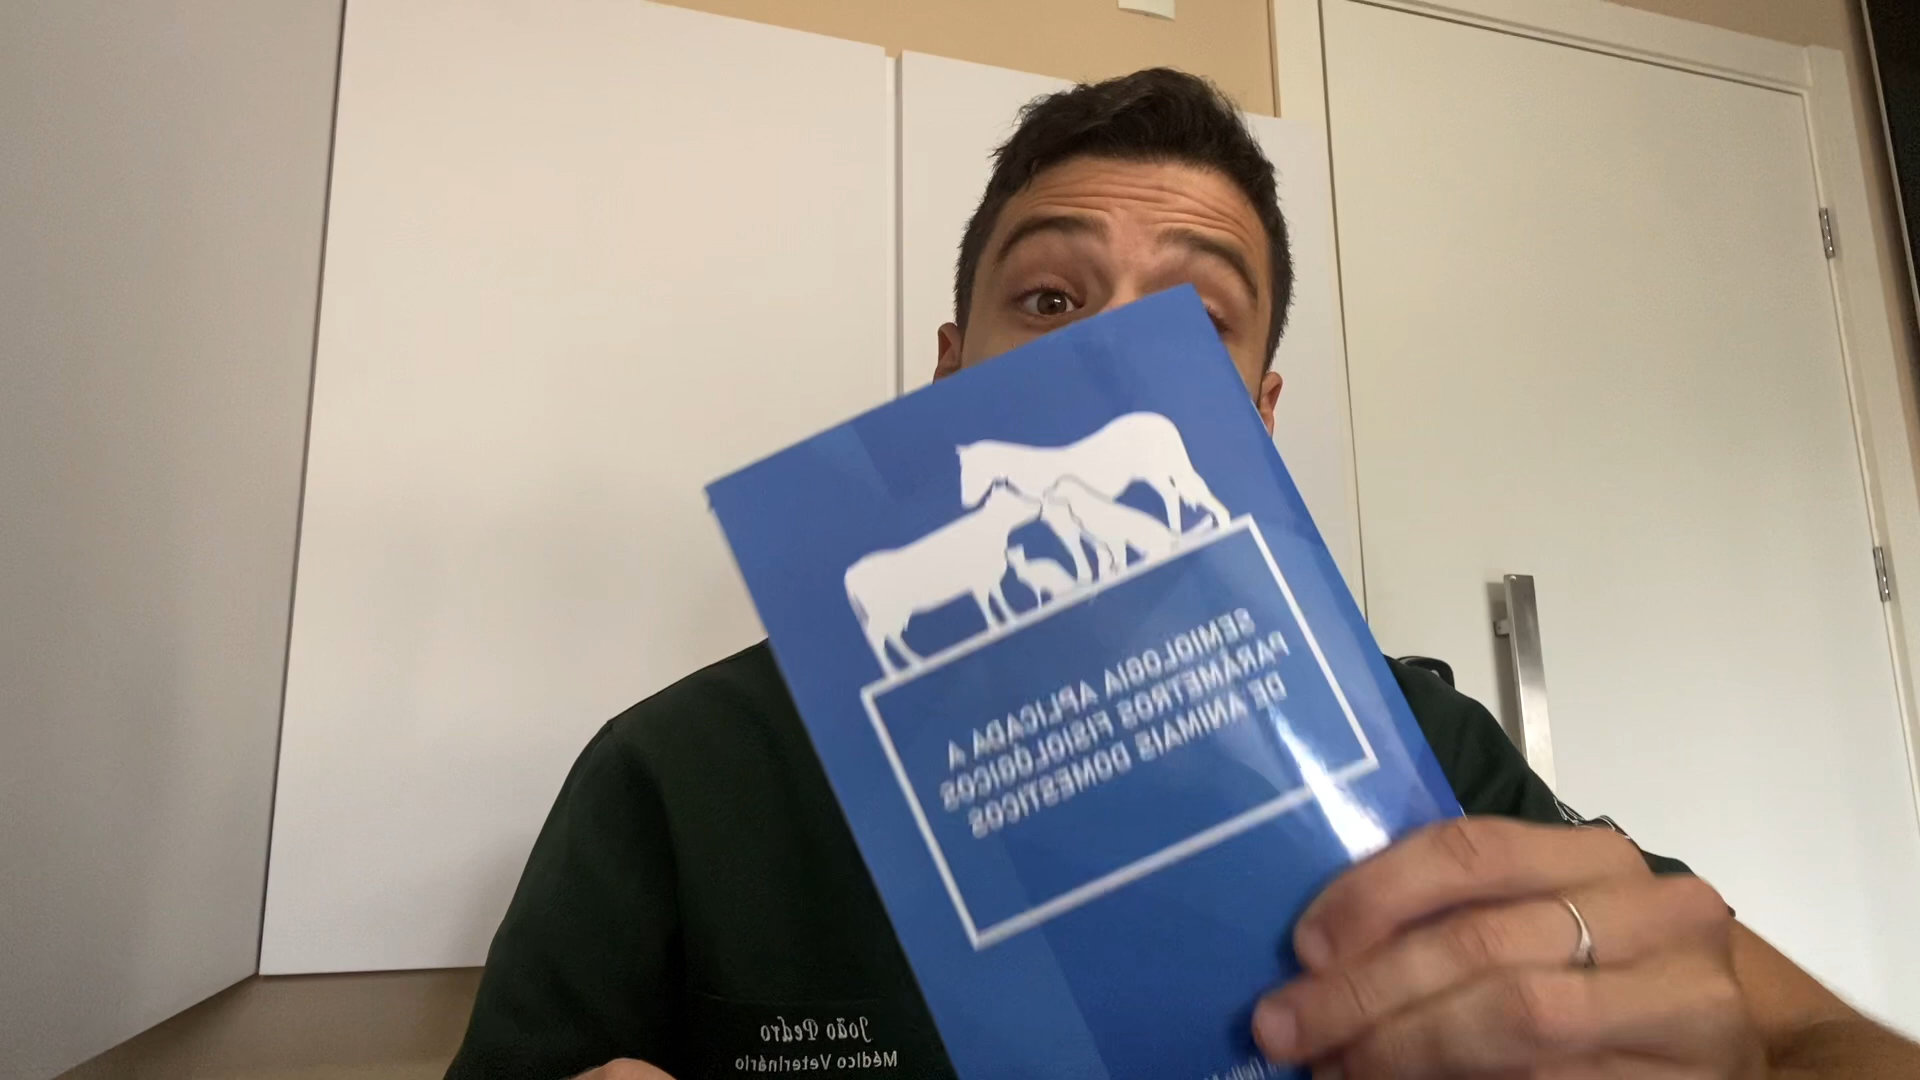 SEMIOLOGIA APLICADA A
PARÂMETROS FISIOLÓGICOS
DE ANIMAIS DOMÉSTICOS
João Pedro
Médico Veterinário